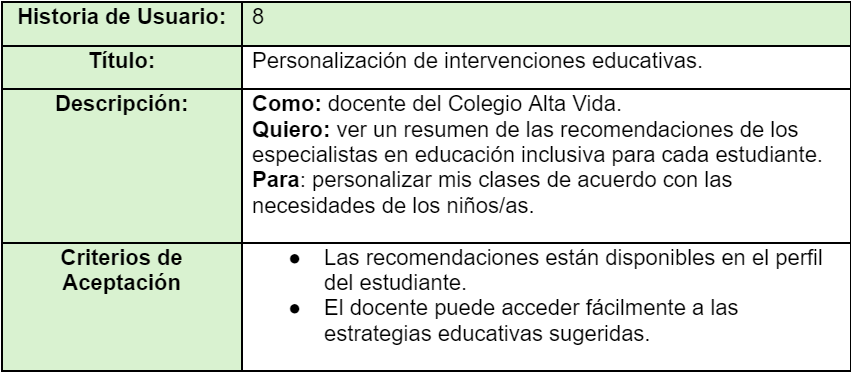 Historia de Usuario: 8
Título: Personalización de intervenciones educativas.
Descripción: Como: docente del Colegio Alta Vida.
Quiero: ver un resumen de las recomendaciones de los
especialistas en educación inclusiva para cada estudiante.
Para: personalizar mis clases de acuerdo con las
necesidades de los niños/as.
Criterios de
Aceptación
● Las recomendaciones están disponibles en el perfil
del estudiante.
● El docente puede acceder fácilmente a las
estrategias educativas sugeridas.